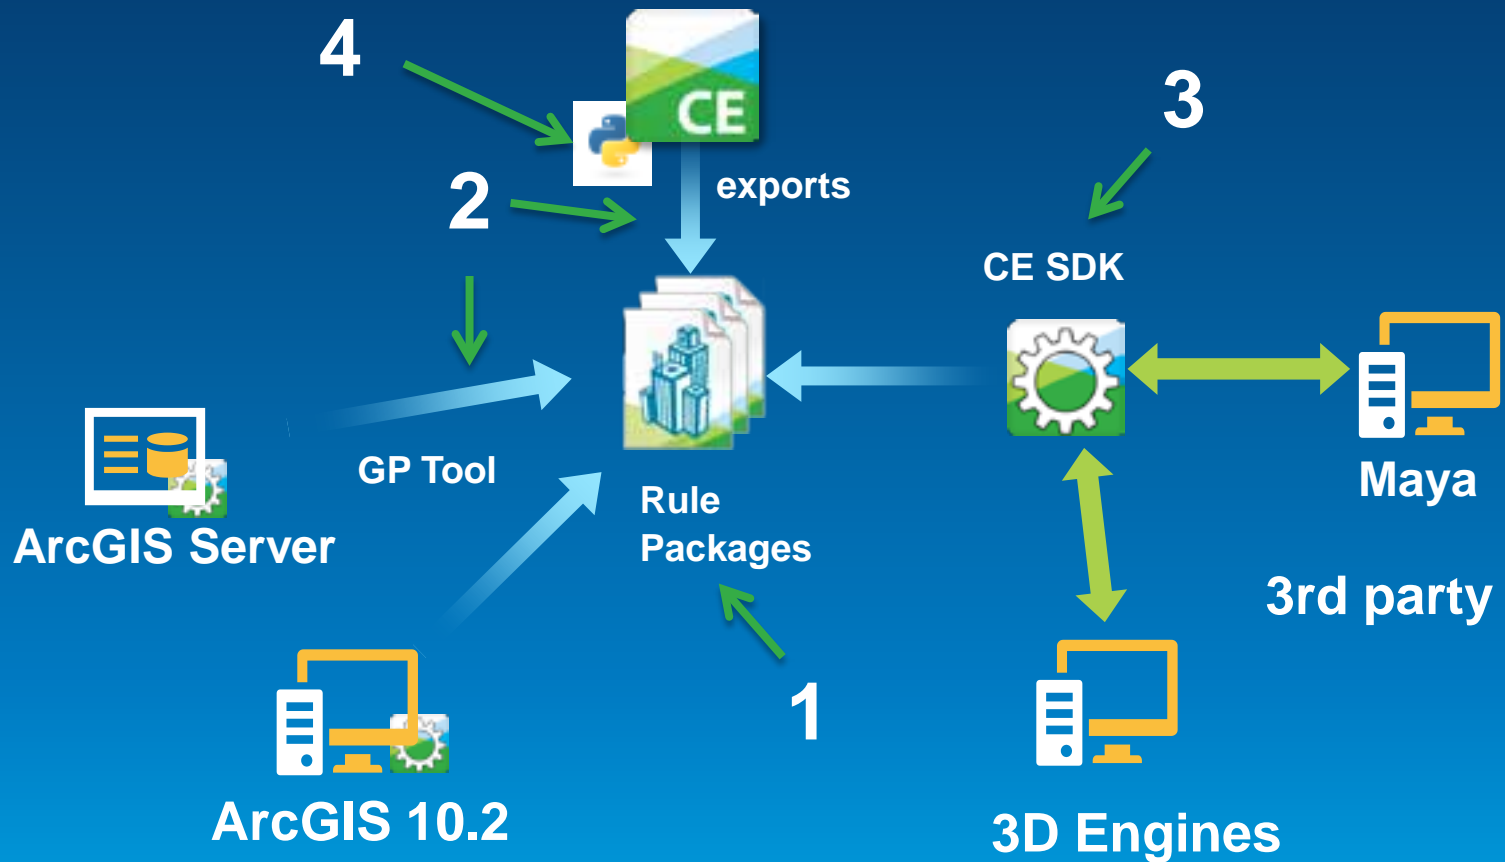 4
CE
3
2
exports
CE SDK
GP Tool
Rule
Packages
Maya
ArcGIS Server
3rd party
1
ArcGIS 10.2
3D Engines